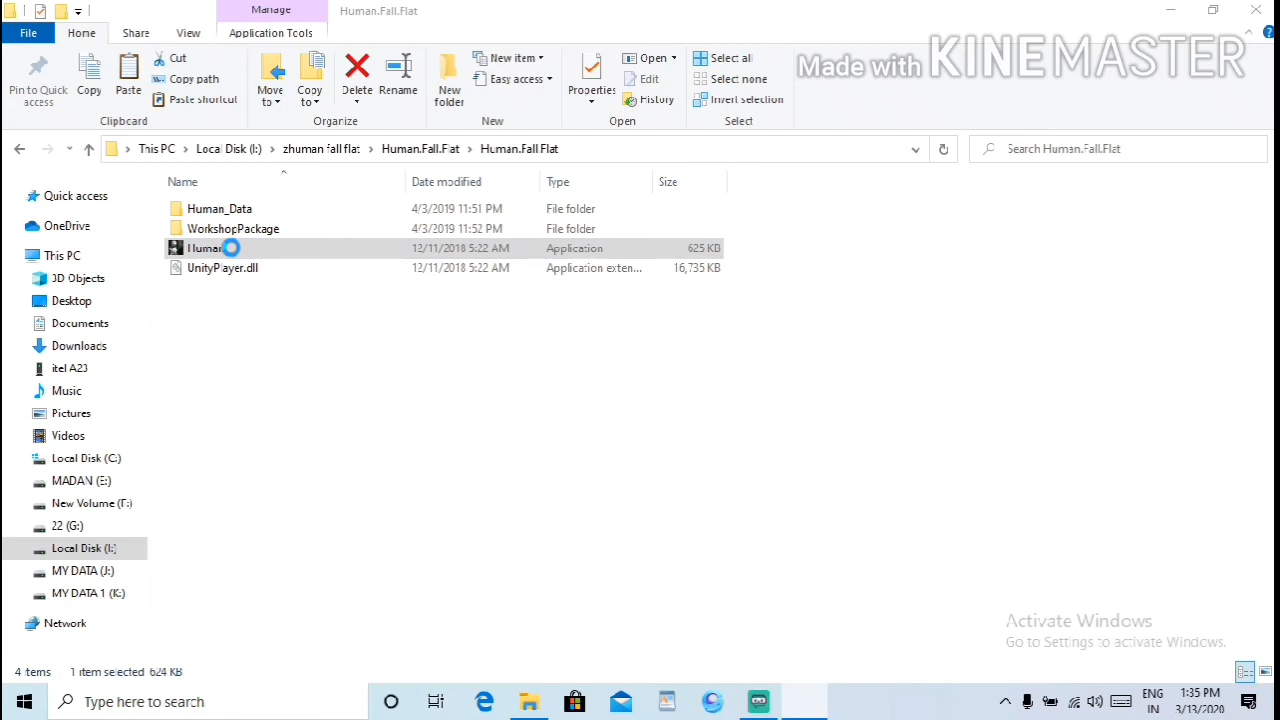 Manage
Human.Fall.Flat
File
Home
Share
View
Application Tools
Pin to Quick access
Copy
Paste
Cut
Copy path
Paste shortcut
Clipboard
Move to
Copy to
Delete
Rename
Organize
New folder
New item
Easy access
New
Properties
Open
Edit
History
Open
Select all
Select none
Invert selection
Select
Made with KINEMASTER
This PC > Local Disk (I:) > zhuman fall flat > Human.Fall.Flat > Human.Fall.Flat
Search Human.Fall.Flat
Name Date modified Type Size
Human_Data 4/3/2019 11:51 PM File folder
WorkshopPackage 4/3/2019 11:52 PM File folder
Human 12/11/2018 5:22 AM Application 625 KB
UnityPlayer.dll 12/11/2018 5:22 AM Application exten... 16,735 KB
Quick access
OneDrive
This PC
3D Objects
Desktop
Documents
Downloads
itel A23
Music
Pictures
Videos
Local Disk (C:)
MADAN (E:)
New Volume (F:)
22 (G:)
Local Disk (I:)
MY DATA (J:)
MY DATA 1 (K:)
Network
Activate Windows
Go to Settings to activate Windows.
4 items 1 item selected 624 KB
Type here to search
ENG
IN
1:35 PM
3/13/2020